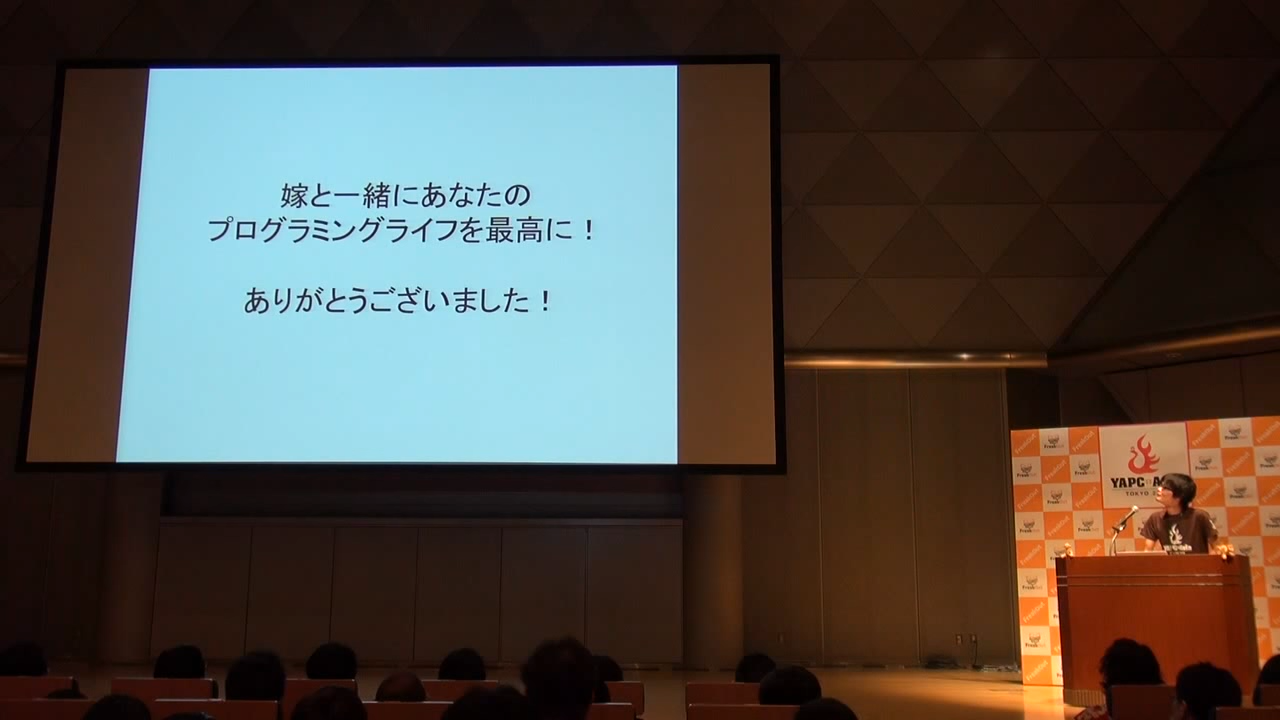 嫁と一緒にあなたの
プログラミングライフを最高に！
ありがとうございました！
YAPC
TOKYO
FreakOut